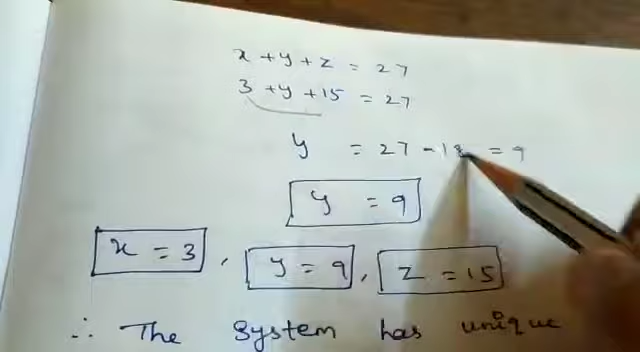 x + y + z = 27
3 + y + 15 = 27
y = 27 - 18 = 9
y = 9
x = 3, y = 9, z = 15
∴ The System has unique